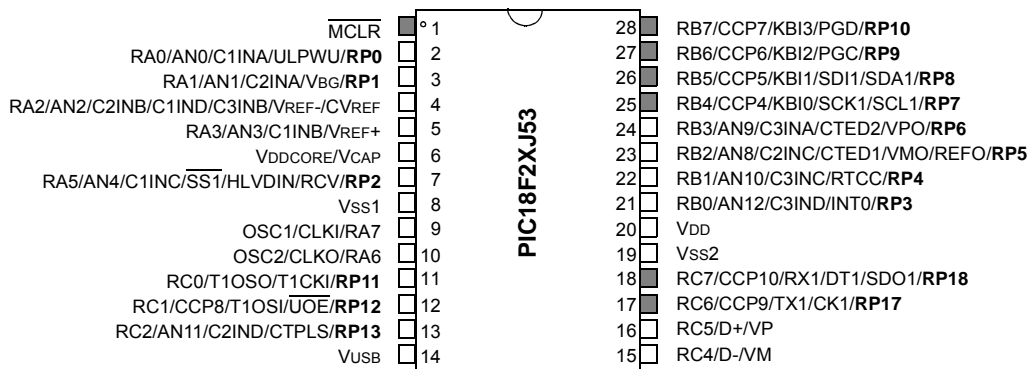 MCLR 1
RA0/AN0/C1INA/ULPWU/RP0 2
RA1/AN1/C2INA/VBG/RP1 3
RA2/AN2/C2INB/C1IND/C3INB/VREF-/CVREF 4
RA3/AN3/C1INB/VREF+ 5
VDDCORE/VCAP 6
RA5/AN4/C1INC/SS1/HLVDIN/RCV/RP2 7
VSS1 8
OSC1/CLKI/RA7 9
OSC2/CLKO/RA6 10
RC0/T1OSO/T1CKI/RP11 11
RC1/CCP8/T1OSI/UOE/RP12 12
RC2/AN11/C2IND/CTPLS/RP13 13
VUSB 14
PIC18F2XJ53
28 RB7/CCP7/KBI3/PGD/RP10
27 RB6/CCP6/KBI2/PGC/RP9
26 RB5/CCP5/KBI1/SDI1/SDA1/RP8
25 RB4/CCP4/KBI0/SCK1/SCL1/RP7
24 RB3/AN9/C3INA/CTED2/VPO/RP6
23 RB2/AN8/C2INC/CTED1/VMO/REFO/RP5
22 RB1/AN10/C3INC/RTCC/RP4
21 RB0/AN12/C3IND/INT0/RP3
20 VDD
19 VSS2
18 RC7/CCP10/RX1/DT1/SDO1/RP18
17 RC6/CCP9/TX1/CK1/RP17
16 RC5/D+/VP
15 RC4/D-/VM